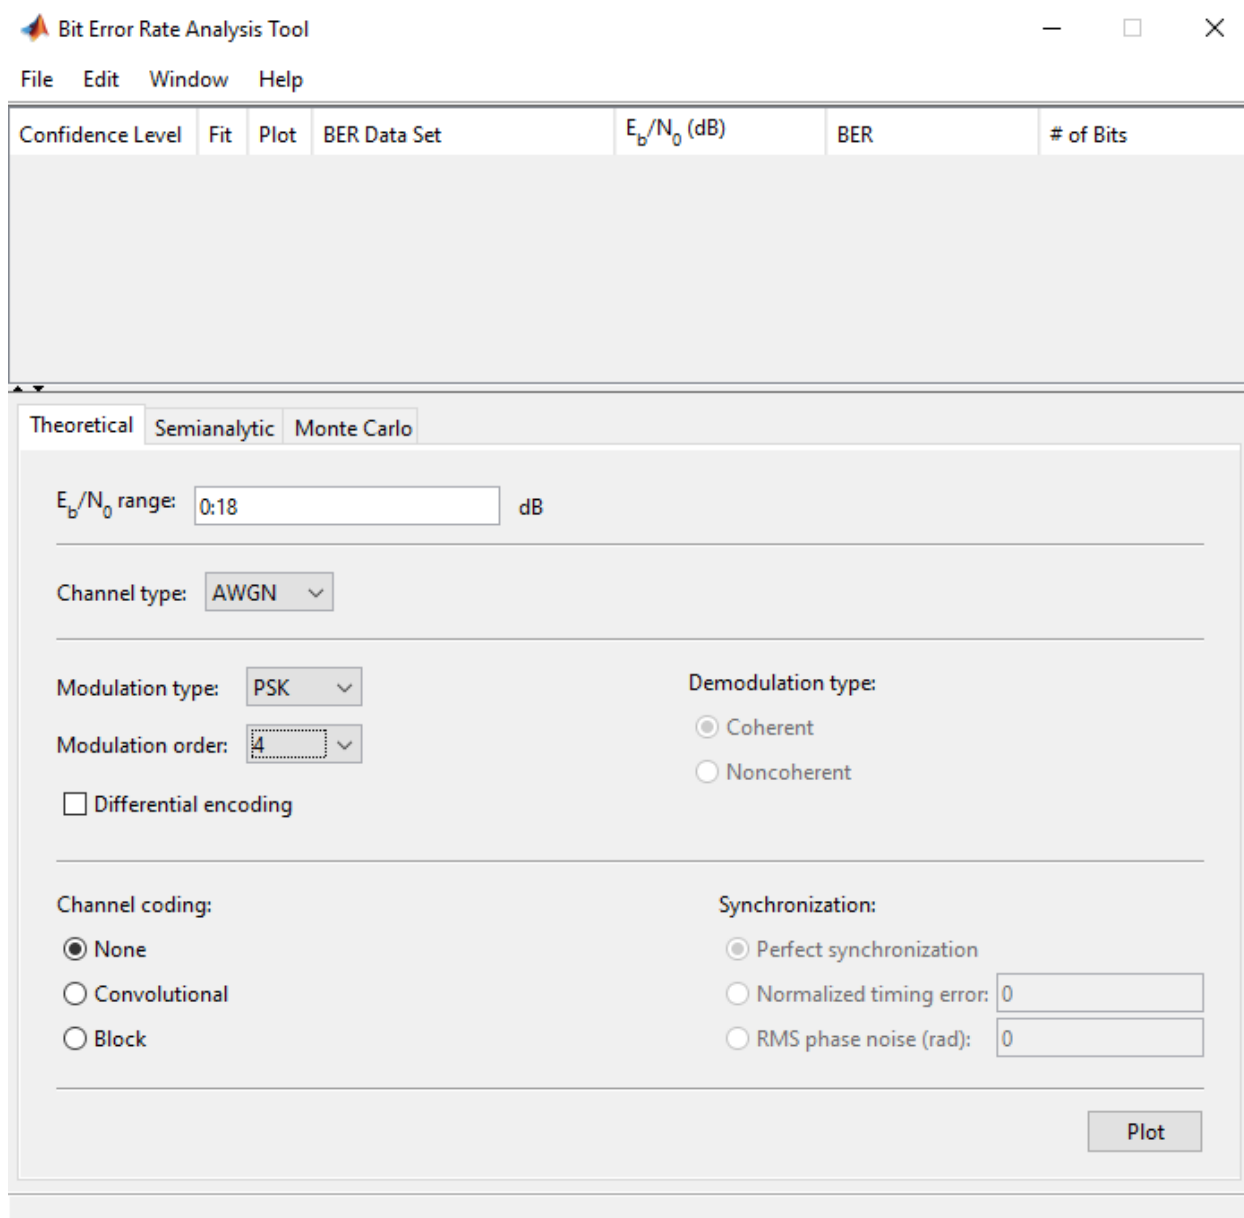 Bit Error Rate Analysis Tool
File Edit Window Help
Confidence Level Fit Plot BER Data Set Eb/N0 (dB) BER # of Bits
Theoretical Semianalytic Monte Carlo
Eb/N0 range: 0:18 dB
Channel type: AWGN
Modulation type: PSK Demodulation type:
Coherent
Modulation order: 4
Noncoherent
Differential encoding
Channel coding: Synchronization:
None Perfect synchronization
Convolutional Normalized timing error: 0
Block RMS phase noise (rad): 0
Plot